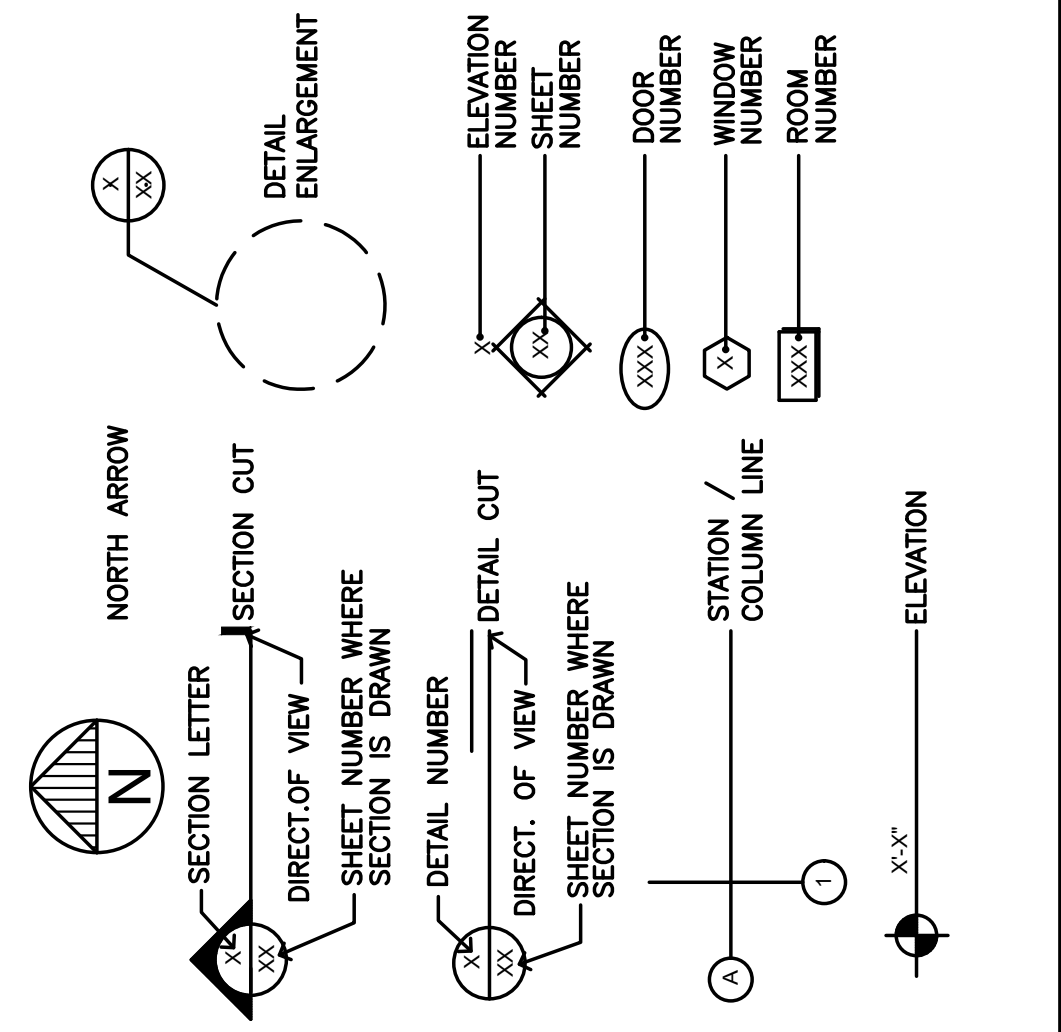 N
NORTH ARROW
SECTION LETTER
X
XX
SECTION CUT
DIRECT.OF VIEW
SHEET NUMBER WHERE
SECTION IS DRAWN
DETAIL NUMBER
X
XX
DETAIL CUT
DIRECT. OF VIEW
SHEET NUMBER WHERE
SECTION IS DRAWN
A
1
STATION /
COLUMN LINE
X'-X"
ELEVATION
X
X.X
DETAIL
ENLARGEMENT
X
ELEVATION
NUMBER
XX
SHEET
NUMBER
XXX
DOOR
NUMBER
X
WINDOW
NUMBER
XXX
ROOM
NUMBER